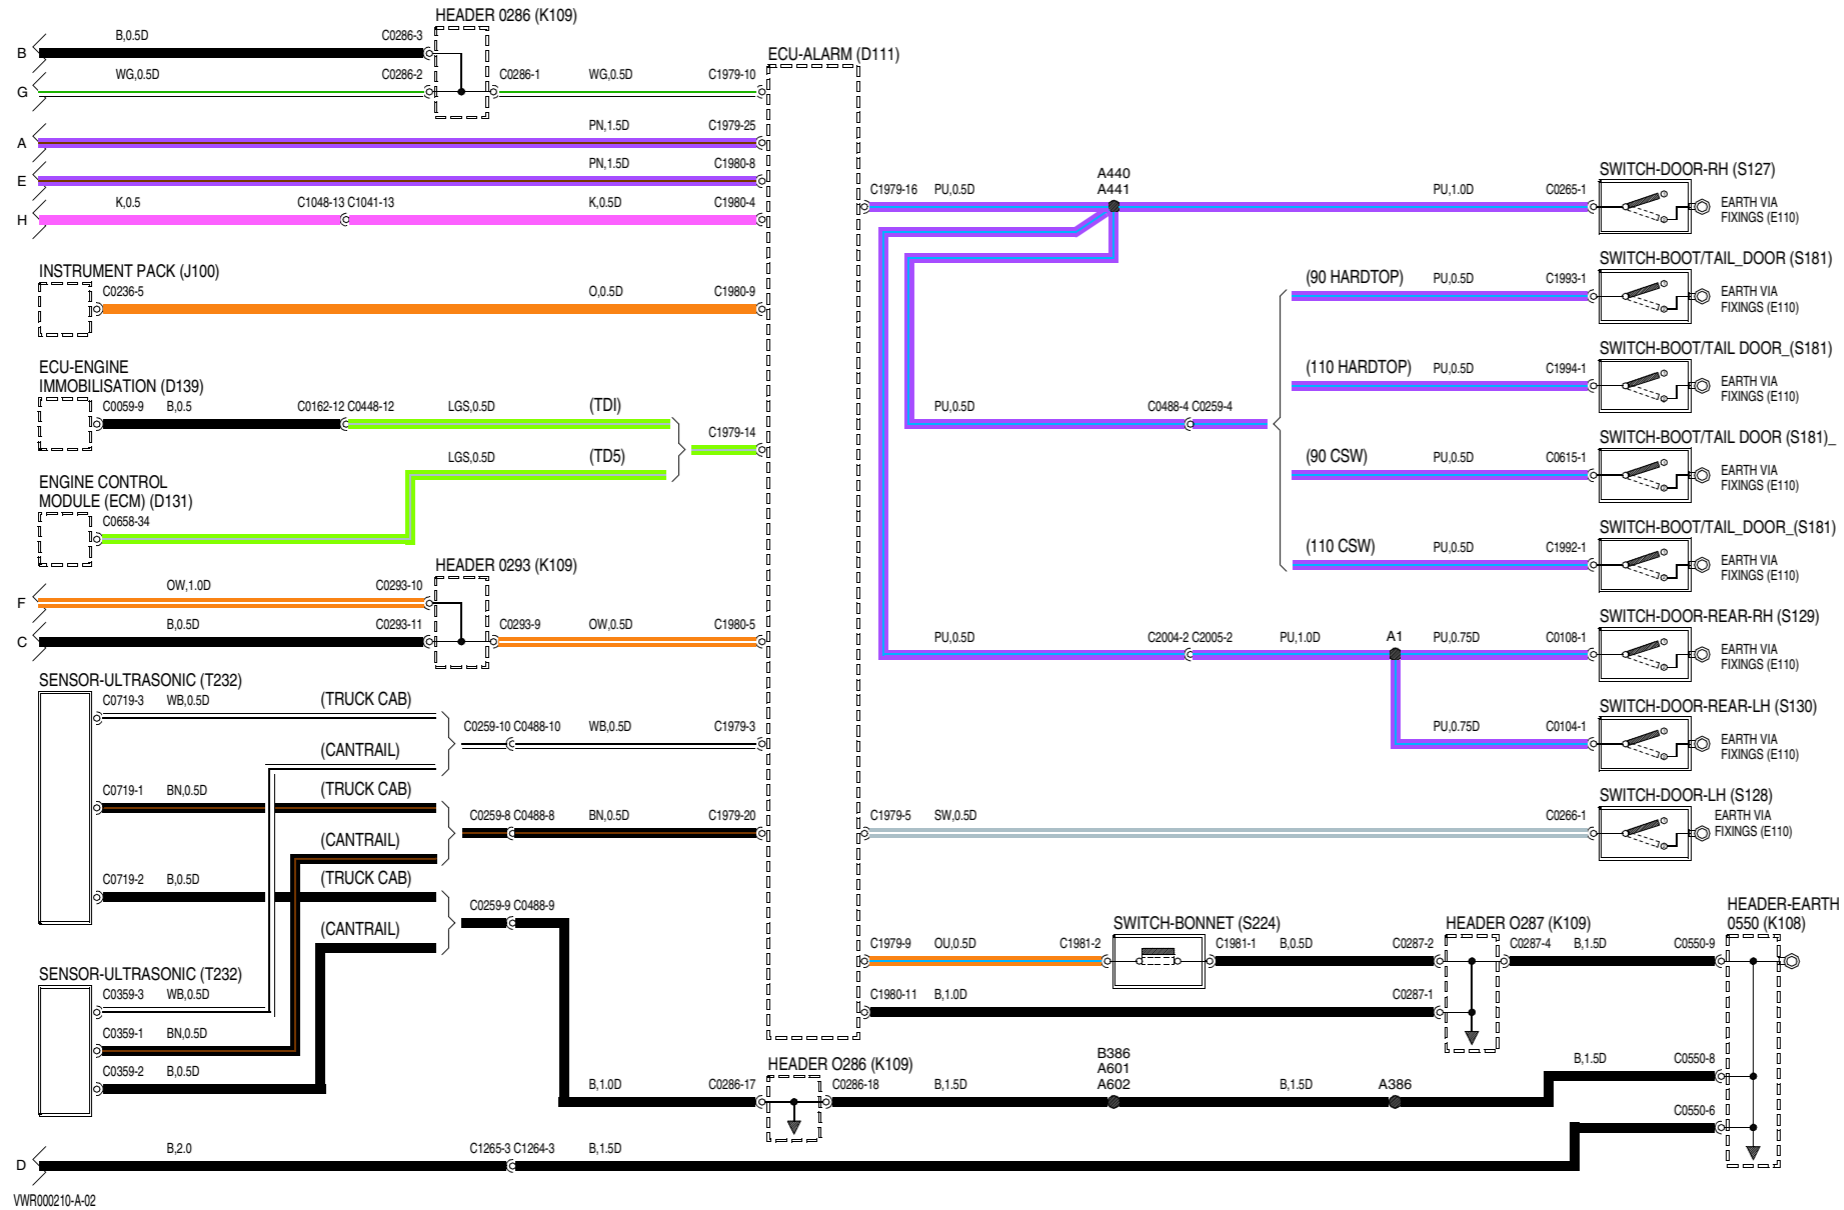 HEADER 0286 (K109)
B B,0.5D C0286-3
G WG,0.5D C0286-2 C0286-1 WG,0.5D C1979-10
ECU-ALARM (D111)
A PN,1.5D C1979-25
E PN,1.5D C1980-8
H K,0.5 C1048-13 C1041-13 K,0.5D C1980-4
INSTRUMENT PACK (J100)
C0236-5 O,0.5D C1980-9
ECU-ENGINE
IMMOBILISATION (D139)
C0059-9 B,0.5 C0162-12 C0448-12 LGS,0.5D (TDI)
C1979-14
LGS,0.5D (TD5)
ENGINE CONTROL
MODULE (ECM) (D131)
C0658-34
HEADER 0293 (K109)
F OW,1.0D C0293-10
C B,0.5D C0293-11 C0293-9 OW,0.5D C1980-5
SENSOR-ULTRASONIC (T232)
C0719-3 WB,0.5D (TRUCK CAB)
C0259-10 C0488-10 WB,0.5D C1979-3
(CANTRAIL)
C0719-1 BN,0.5D (TRUCK CAB)
C0259-8 C0488-8 BN,0.5D C1979-20
(CANTRAIL)
C0719-2 B,0.5D (TRUCK CAB)
C0259-9 C0488-9
(CANTRAIL)
SENSOR-ULTRASONIC (T232)
C0359-3 WB,0.5D
C0359-1 BN,0.5D
C0359-2 B,0.5D
C1979-16 PU,0.5D
A440
A441
PU,1.0D C0265-1
SWITCH-DOOR-RH (S127)
EARTH VIA
FIXINGS (E110)
SWITCH-BOOT/TAIL_DOOR (S181)
(90 HARDTOP) PU,0.5D C1993-1
EARTH VIA
FIXINGS (E110)
SWITCH-BOOT/TAIL DOOR_(S181)
(110 HARDTOP) PU,0.5D C1994-1
EARTH VIA
FIXINGS (E110)
PU,0.5D C0488-4 C0259-4
SWITCH-BOOT/TAIL DOOR (S181)_
(90 CSW) PU,0.5D C0615-1
EARTH VIA
FIXINGS (E110)
SWITCH-BOOT/TAIL_DOOR_(S181)
(110 CSW) PU,0.5D C1992-1
EARTH VIA
FIXINGS (E110)
SWITCH-DOOR-REAR-RH (S129)
PU,0.5D C2004-2 C2005-2 PU,1.0D A1 PU,0.75D C0108-1
EARTH VIA
FIXINGS (E110)
SWITCH-DOOR-REAR-LH (S130)
PU,0.75D C0104-1
EARTH VIA
FIXINGS (E110)
SWITCH-DOOR-LH (S128)
C1979-5 SW,0.5D C0266-1
EARTH VIA
FIXINGS (E110)
HEADER-EARTH
0550 (K108)
SWITCH-BONNET (S224)
HEADER O287 (K109)
C1979-9 OU,0.5D C1981-2 C1981-1 B,0.5D C0287-2 C0287-4 B,1.5D C0550-9
C1980-11 B,1.0D C0287-1
HEADER O286 (K109)
B386
A601
A602
B,1.0D C0286-17 C0286-18 B,1.5D B,1.5D A386
B,1.5D C0550-8
C0550-6
D B,2.0 C1265-3 C1264-3 B,1.5D
VWR000210-A-02